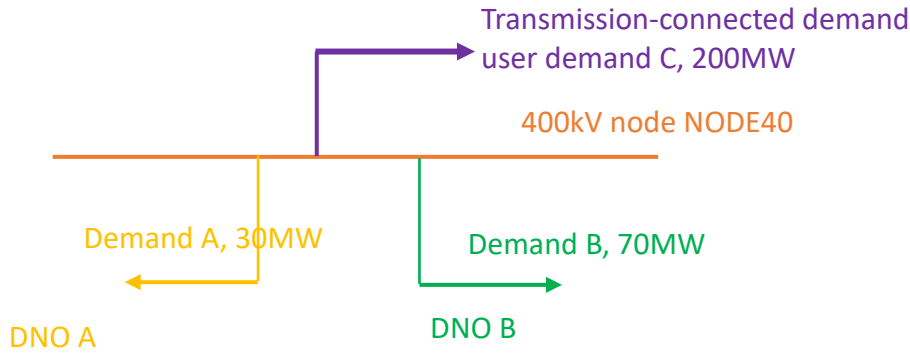 Transmission-connected demand
user demand C, 200MW
400kV node NODE40
Demand A, 30MW
Demand B, 70MW
DNO A
DNO B